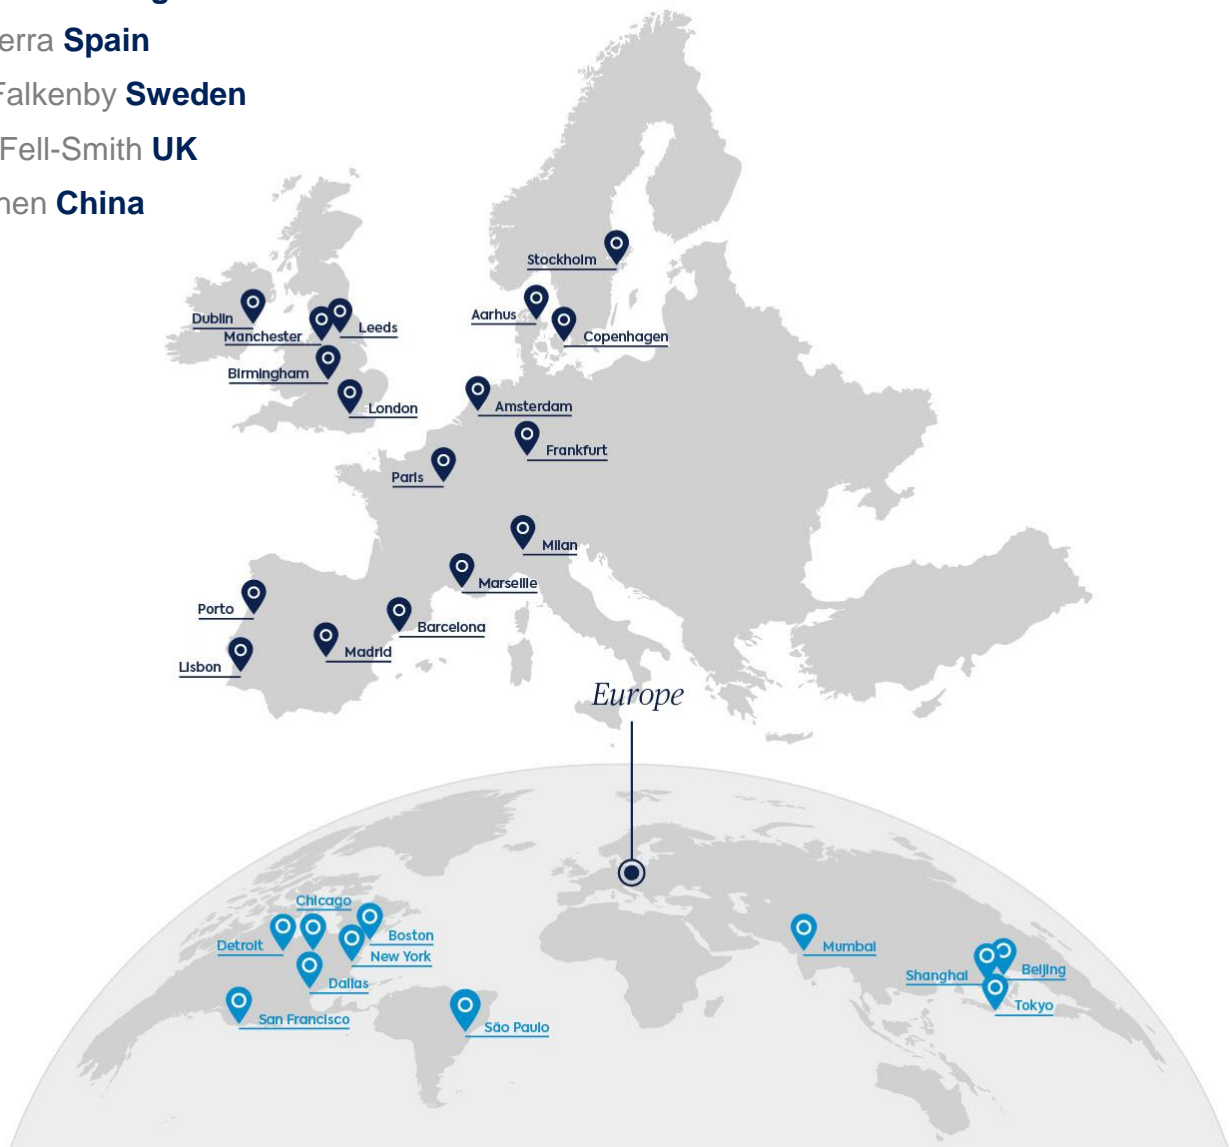 erra Spain
Falkenby Sweden
Fell-Smith UK
hen China
Stockholm
Aarhus
Copenhagen
Dublin
Manchester
Leeds
Birmingham
London
Amsterdam
Frankfurt
Paris
Milan
Marseille
Porto
Barcelona
Madrid
Lisbon
Europe
Chicago
Boston
Detroit
New York
Dallas
San Francisco
São Paulo
Mumbai
Shanghai
Beijing
Tokyo